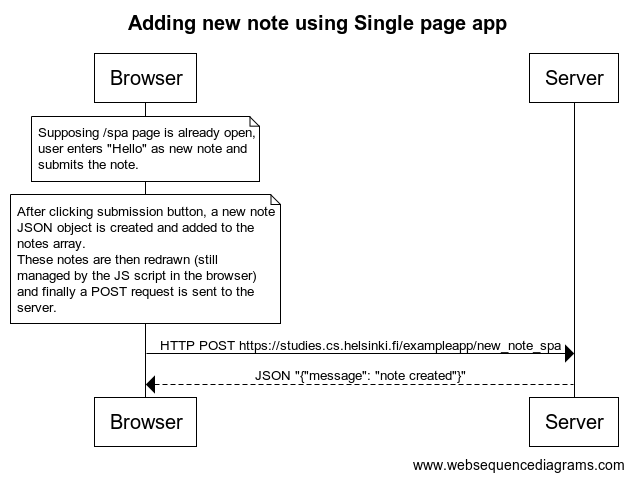 Adding new note using Single page app
Browser
Server
Supposing /spa page is already open,
user enters "Hello" as new note and
submits the note.
After clicking submission button, a new note
JSON object is created and added to the
notes array.
These notes are then redrawn (still
managed by the JS script in the browser)
and finally a POST request is sent to the
server.
HTTP POST https://studies.cs.helsinki.fi/exampleapp/new_note_spa
JSON "{"message": "note created"}"
Browser
Server
www.websequencediagrams.com